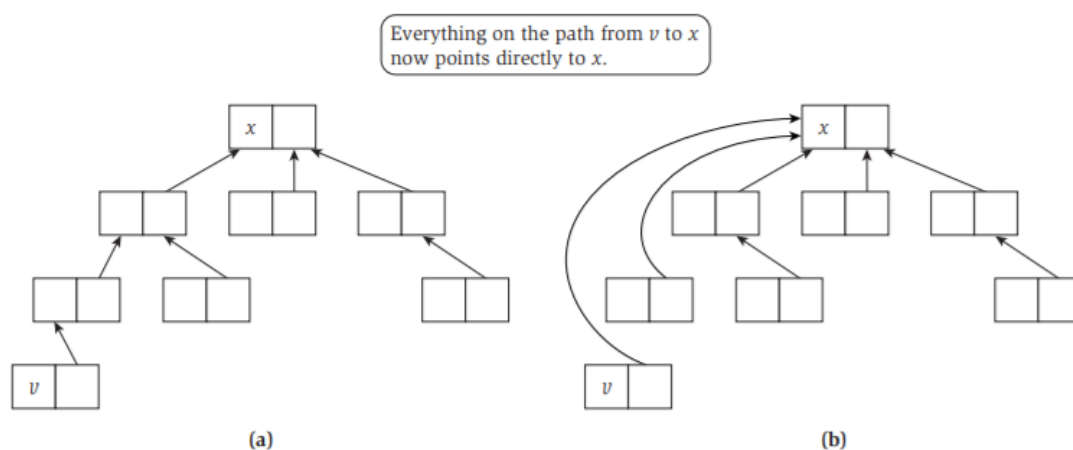 Everything on the path from v to x
now points directly to x.
x
x
v
v
(a)
(b)